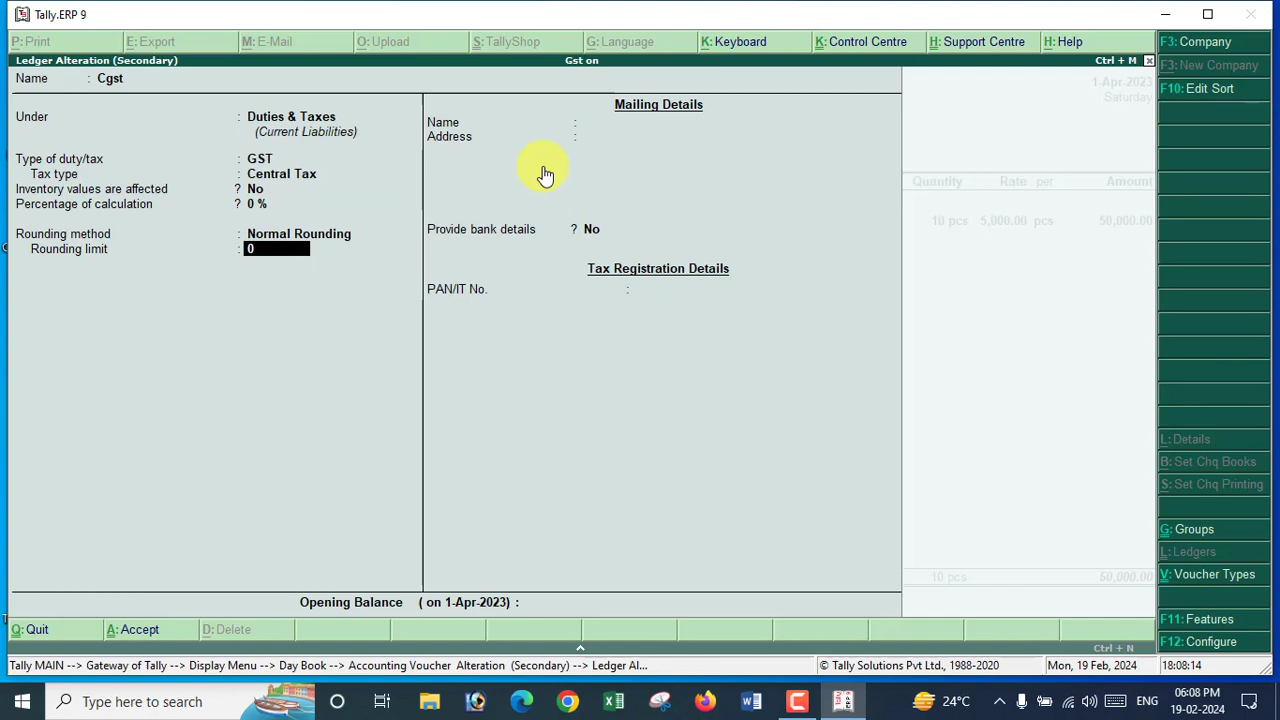 Tally.ERP 9
P: Print
E: Export
M: E-Mail
O: Upload
S: TallyShop
G: Language
K: Keyboard
K: Control Centre
H: Support Centre
H: Help
F3: Company
Ledger Alteration (Secondary)
Gst on
Ctrl + M
F3: New Company
Name : Cgst
1-Apr-2023
Saturday
F10: Edit Sort
Under : Duties & Taxes
(Current Liabilities)
Type of duty/tax : GST
Tax type : Central Tax
Inventory values are affected ? No
Percentage of calculation ? 0 %
Rounding method : Normal Rounding
Rounding limit : 0
Mailing Details
Name :
Address :
Provide bank details ? No
Tax Registration Details
PAN/IT No. :
Quantity Rate per Amount
10 pcs 5,000.00 pcs 50,000.00
10 pcs 50,000.00
L: Details
B: Set Chq Books
S: Set Chq Printing
G: Groups
L: Ledgers
V: Voucher Types
F11: Features
F12: Configure
Opening Balance ( on 1-Apr-2023) :
Q: Quit
A: Accept
D: Delete
Ctrl + N
Tally MAIN --> Gateway of Tally --> Display Menu --> Day Book --> Accounting Voucher Alteration (Secondary) --> Ledger Al...
© Tally Solutions Pvt Ltd., 1988-2020
Mon, 19 Feb, 2024
18:08:14
Type here to search
24°C
ENG
06:08 PM
19-02-2024